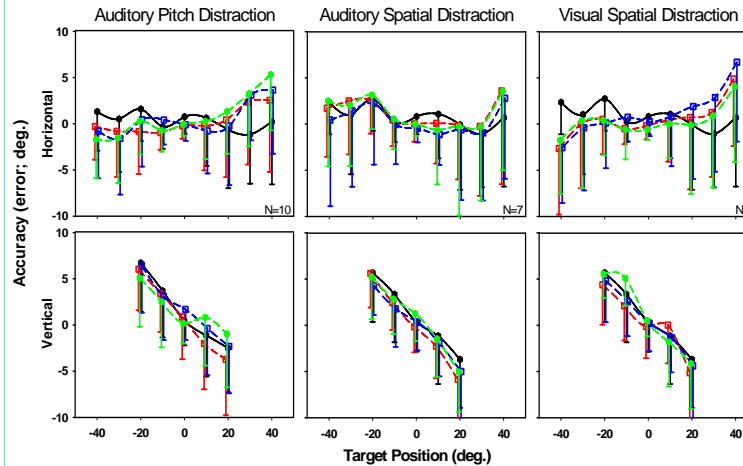 Auditory Pitch Distraction Auditory Spatial Distraction Visual Spatial Distraction
Accuracy (error; deg.)
Horizontal
10
5
0
-5
-10
N=10 N=7 N
Vertical
10
5
0
-5
-10
-40 -20 0 20 40 -40 -20 0 20 40 -40 -20 0 20 40
Target Position (deg.)